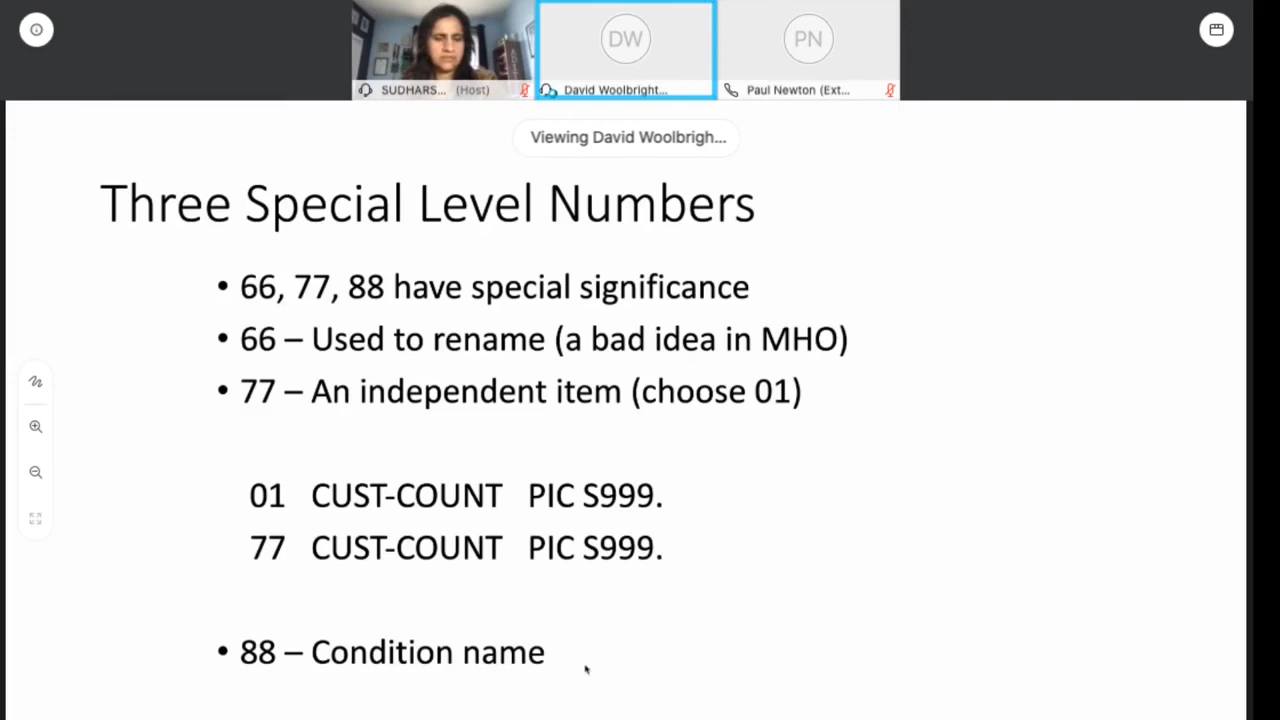 DW
PN
SUDHARS... (Host)
David Woolbright...
Paul Newton (Ext...
Viewing David Woolbrigh...
Three Special Level Numbers
• 66, 77, 88 have special significance
• 66 – Used to rename (a bad idea in MHO)
• 77 – An independent item (choose 01)
01 CUST-COUNT PIC S999.
77 CUST-COUNT PIC S999.
• 88 – Condition name